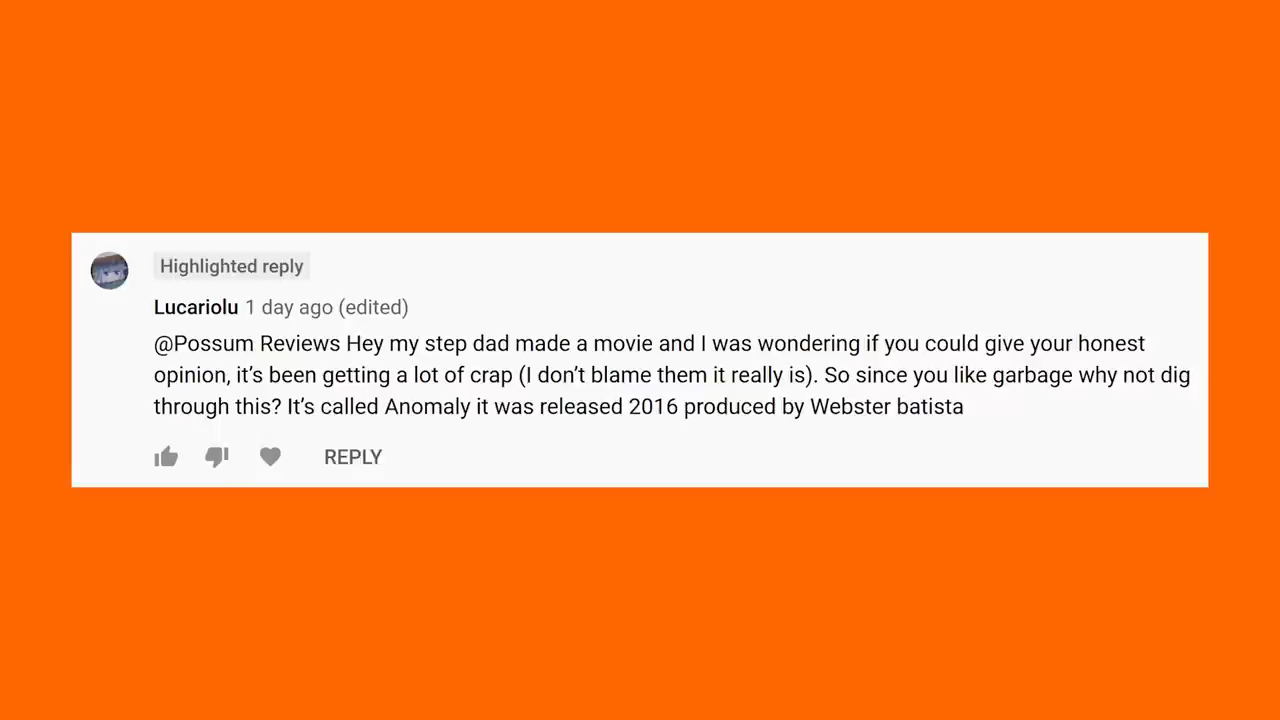 Highlighted reply
Lucariolu 1 day ago (edited)
@Possum Reviews Hey my step dad made a movie and I was wondering if you could give your honest
opinion, it’s been getting a lot of crap (I don’t blame them it really is). So since you like garbage why not dig
through this? It’s called Anomaly it was released 2016 produced by Webster batista
REPLY